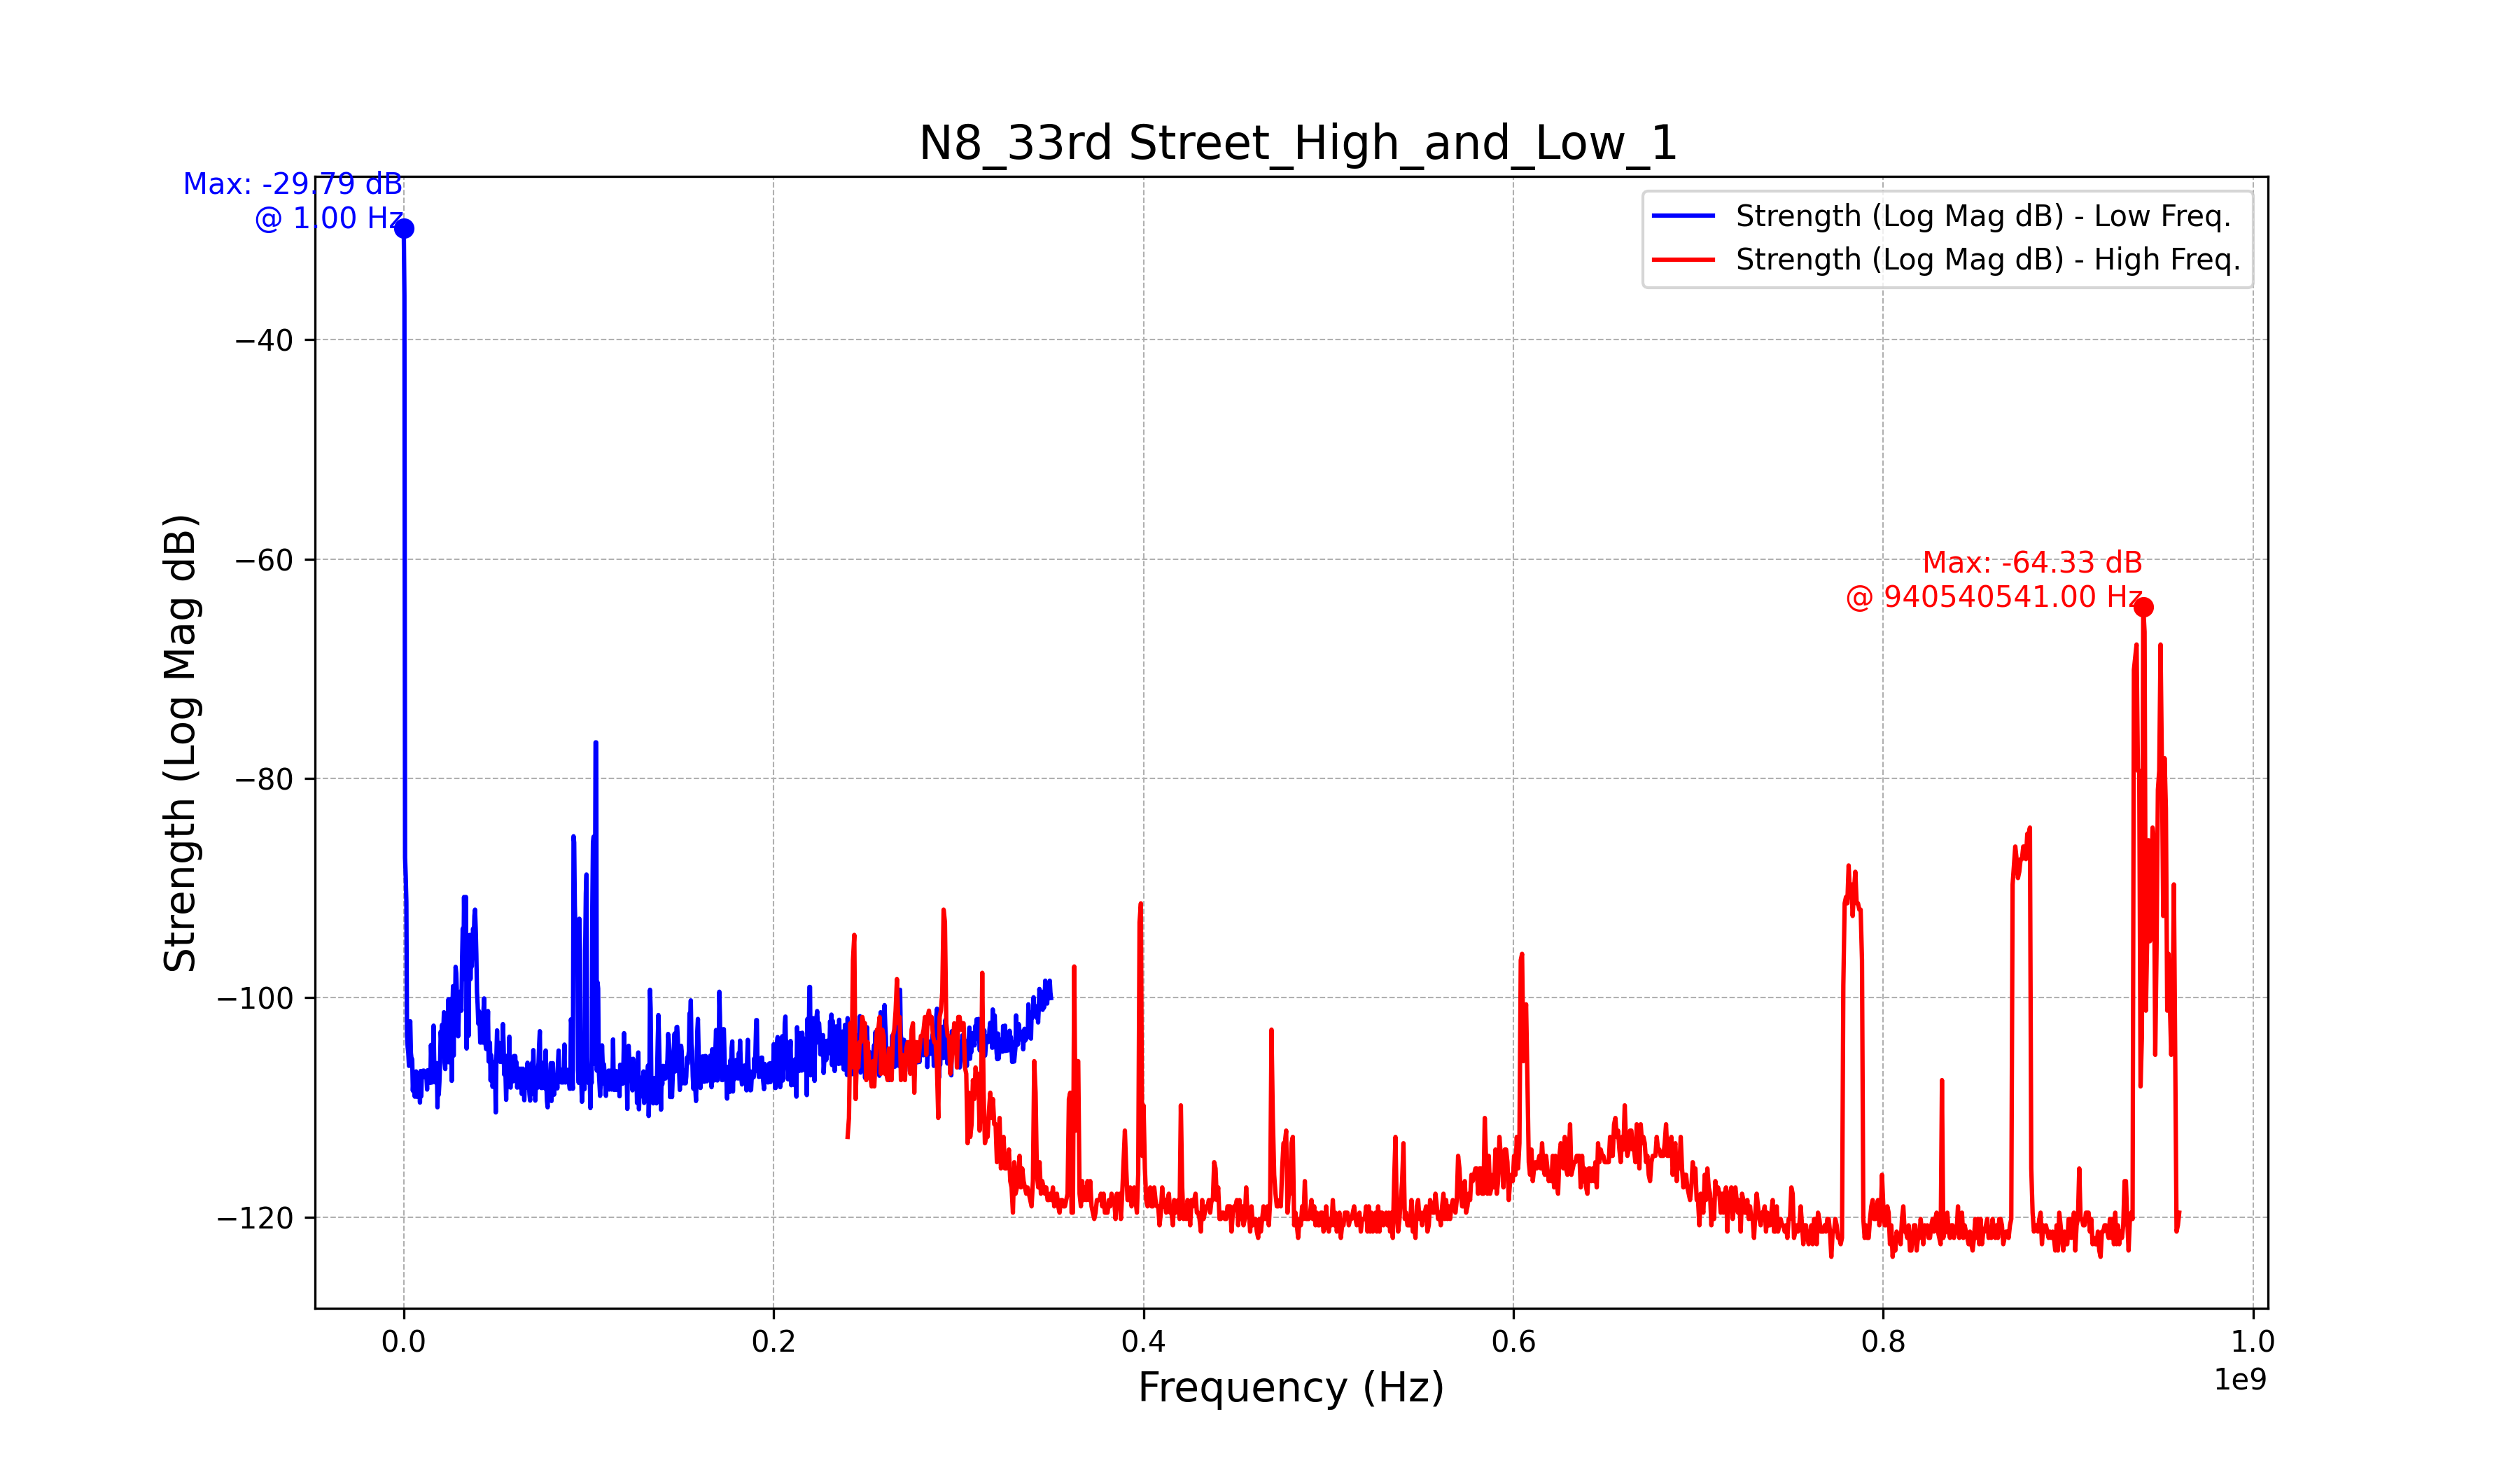 N8_33rd Street_High_and_Low_1
Max: -29.79 dB
@ 1.00 Hz
Strength (Log Mag dB) - Low Freq.
Strength (Log Mag dB) - High Freq.
Max: -64.33 dB
@ 940540541.00 Hz
Strength (Log Mag dB)
−40
−60
−80
−100
−120
0.0 0.2 0.4 0.6 0.8 1.0
1e9
Frequency (Hz)